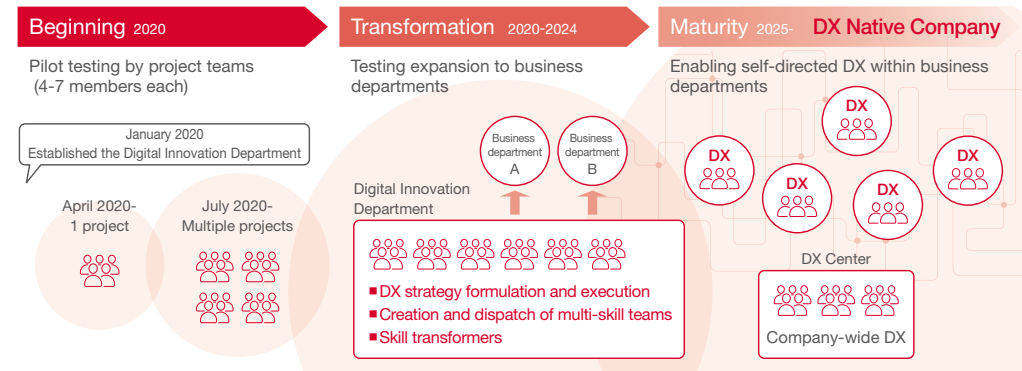 Beginning 2020
Pilot testing by project teams
(4-7 members each)
January 2020
Established the Digital Innovation Department
April 2020-
1 project
July 2020-
Multiple projects
Transformation 2020-2024
Testing expansion to business
departments
Business
department
A
Business
department
B
Digital Innovation
Department
■DX strategy formulation and execution
■Creation and dispatch of multi-skill teams
■Skill transformers
Maturity 2025- DX Native Company
Enabling self-directed DX within business
departments
DX
DX
DX
DX
DX
DX Center
Company-wide DX